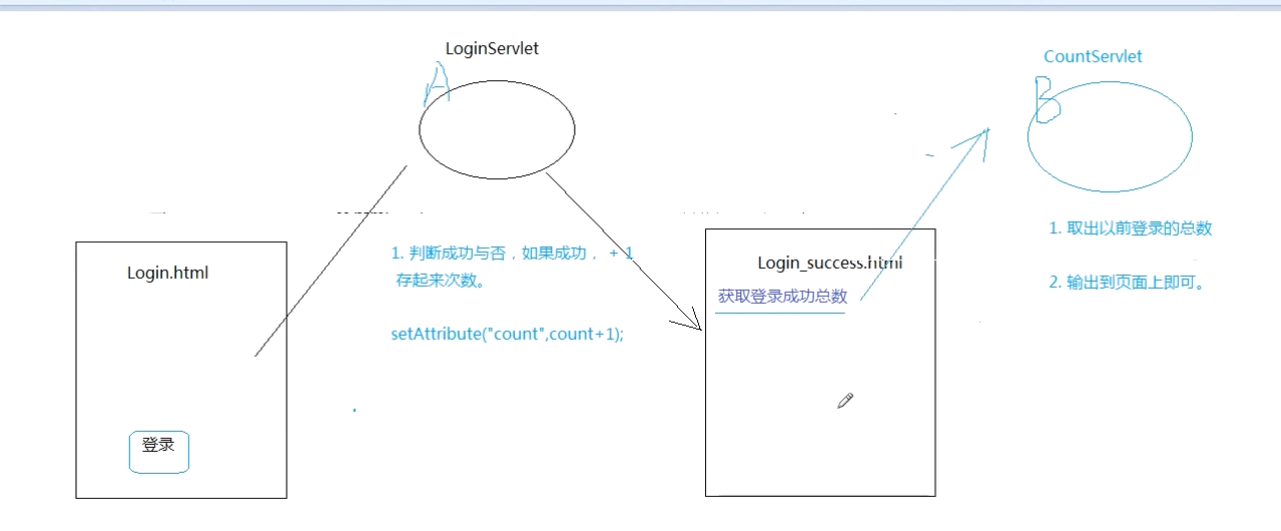 LoginServlet
A
CountServlet
B
Login.html
登录
1. 判断成功与否，如果成功， + 1
存起来次数。
setAttribute("count",count+1);
Login_success.html
获取登录成功总数
1. 取出以前登录的总数
2. 输出到页面上即可。